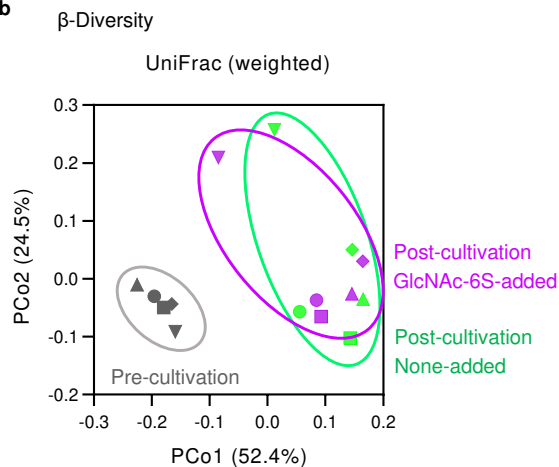 b
β-Diversity
UniFrac (weighted)
PCo2 (24.5%)
0.3
0.2
0.1
0.0
-0.1
-0.2
Pre-cultivation
Post-cultivation
GlcNAc-6S-added
Post-cultivation
None-added
-0.3 -0.2 -0.1 0.0 0.1 0.2
PCo1 (52.4%)